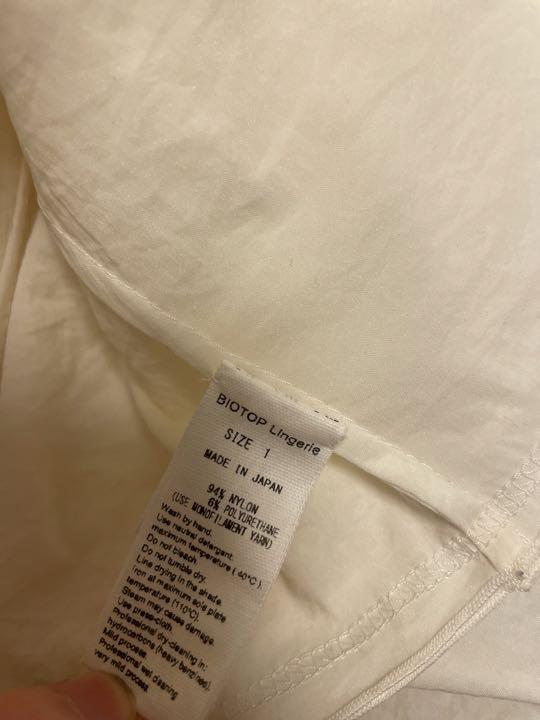 BIOTOP Lingerie
SIZE 1
MADE IN JAPAN
94% NYLON
6% POLYURETHANE
(USE MONOFILAMENT YARN)
Wash by hand.
Use neutral detergent.
maximum temperature ( 40°C ).
Do not bleach.
Do not tumble dry.
Line drying in the shade.
Iron at maximum sole plate
temperature (110°C).
Steam may cause damage.
Use press-cloth.
Professional dry-cleaning in:
hydrocarbons (heavy benzines).
Mild process.
Professional wet cleaning
very mild process.